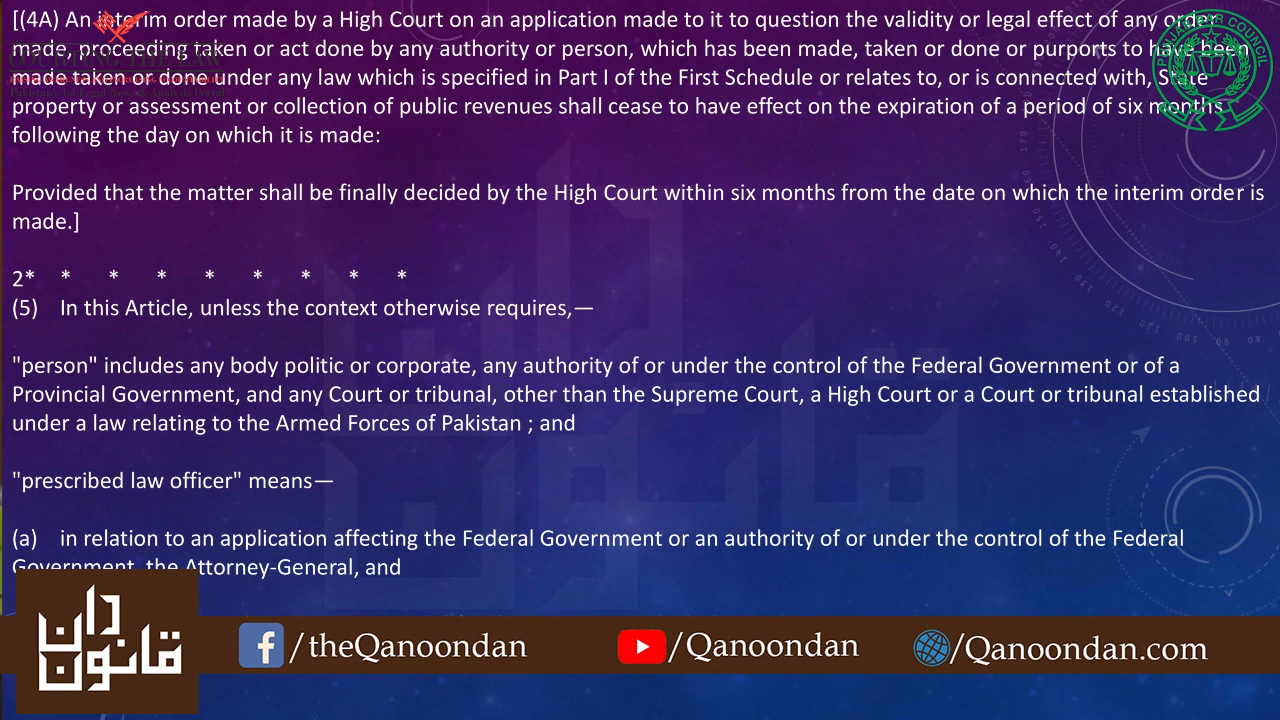 [(4A) An interim order made by a High Court on an application made to it to question the validity or legal effect of any order
made, proceeding taken or act done by any authority or person, which has been made, taken or done or purports to have been
made, taken or done under any law which is specified in Part I of the First Schedule or relates to, or is connected with, State
property or assessment or collection of public revenues shall cease to have effect on the expiration of a period of six months
following the day on which it is made:
Provided that the matter shall be finally decided by the High Court within six months from the date on which the interim order is
made.]
2* * * * * * * * *
(5) In this Article, unless the context otherwise requires,—
"person" includes any body politic or corporate, any authority of or under the control of the Federal Government or of a
Provincial Government, and any Court or tribunal, other than the Supreme Court, a High Court or a Court or tribunal established
under a law relating to the Armed Forces of Pakistan ; and
"prescribed law officer" means—
(a) in relation to an application affecting the Federal Government or an authority of or under the control of the Federal
Government, the Attorney-General, and
COURTING THE LAW
PUNJAB BAR COUNCIL
قانون دان
/theQanoondan
/Qanoondan
/Qanoondan.com